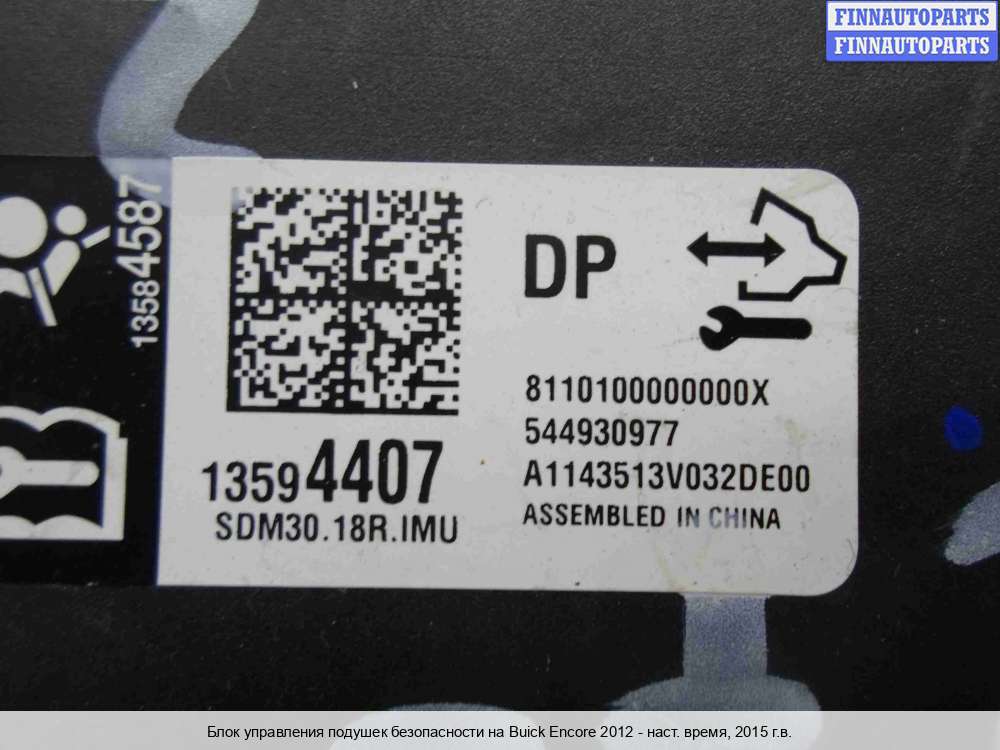 FINNAUTOPARTS
FINNAUTOPARTS
13584587
DP
8110100000000X
544930977
A1143513V032DE00
ASSEMBLED IN CHINA
13594407
SDM30.18R.IMU
Блок управления подушек безопасности на Buick Encore 2012 - наст. время, 2015 г.в.